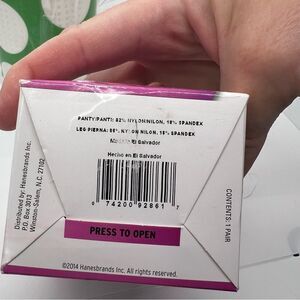 PANTY/PANTI: 82% NYLON/NILON, 18% SPANDEX
LEG PIERNA: 85% NYLON NILON, 15% SPANDEX
Made in El Salvador
Hecho en El Salvador
0 74200 92861 7
PRESS TO OPEN
©2014 Hanesbrands Inc. All rights reserved.
Distributed by: Hanesbrands Inc.
P.O. Box 3013
Winston-Salem, N.C. 27102
CONTENTS: 1 PAIR